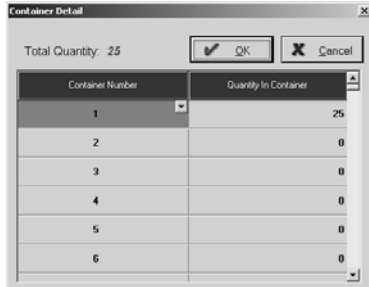 Container Detail
Total Quantity: 25 OK Cancel
Container Number Quantity In Container
1 25
2 0
3 0
4 0
5 0
6 0